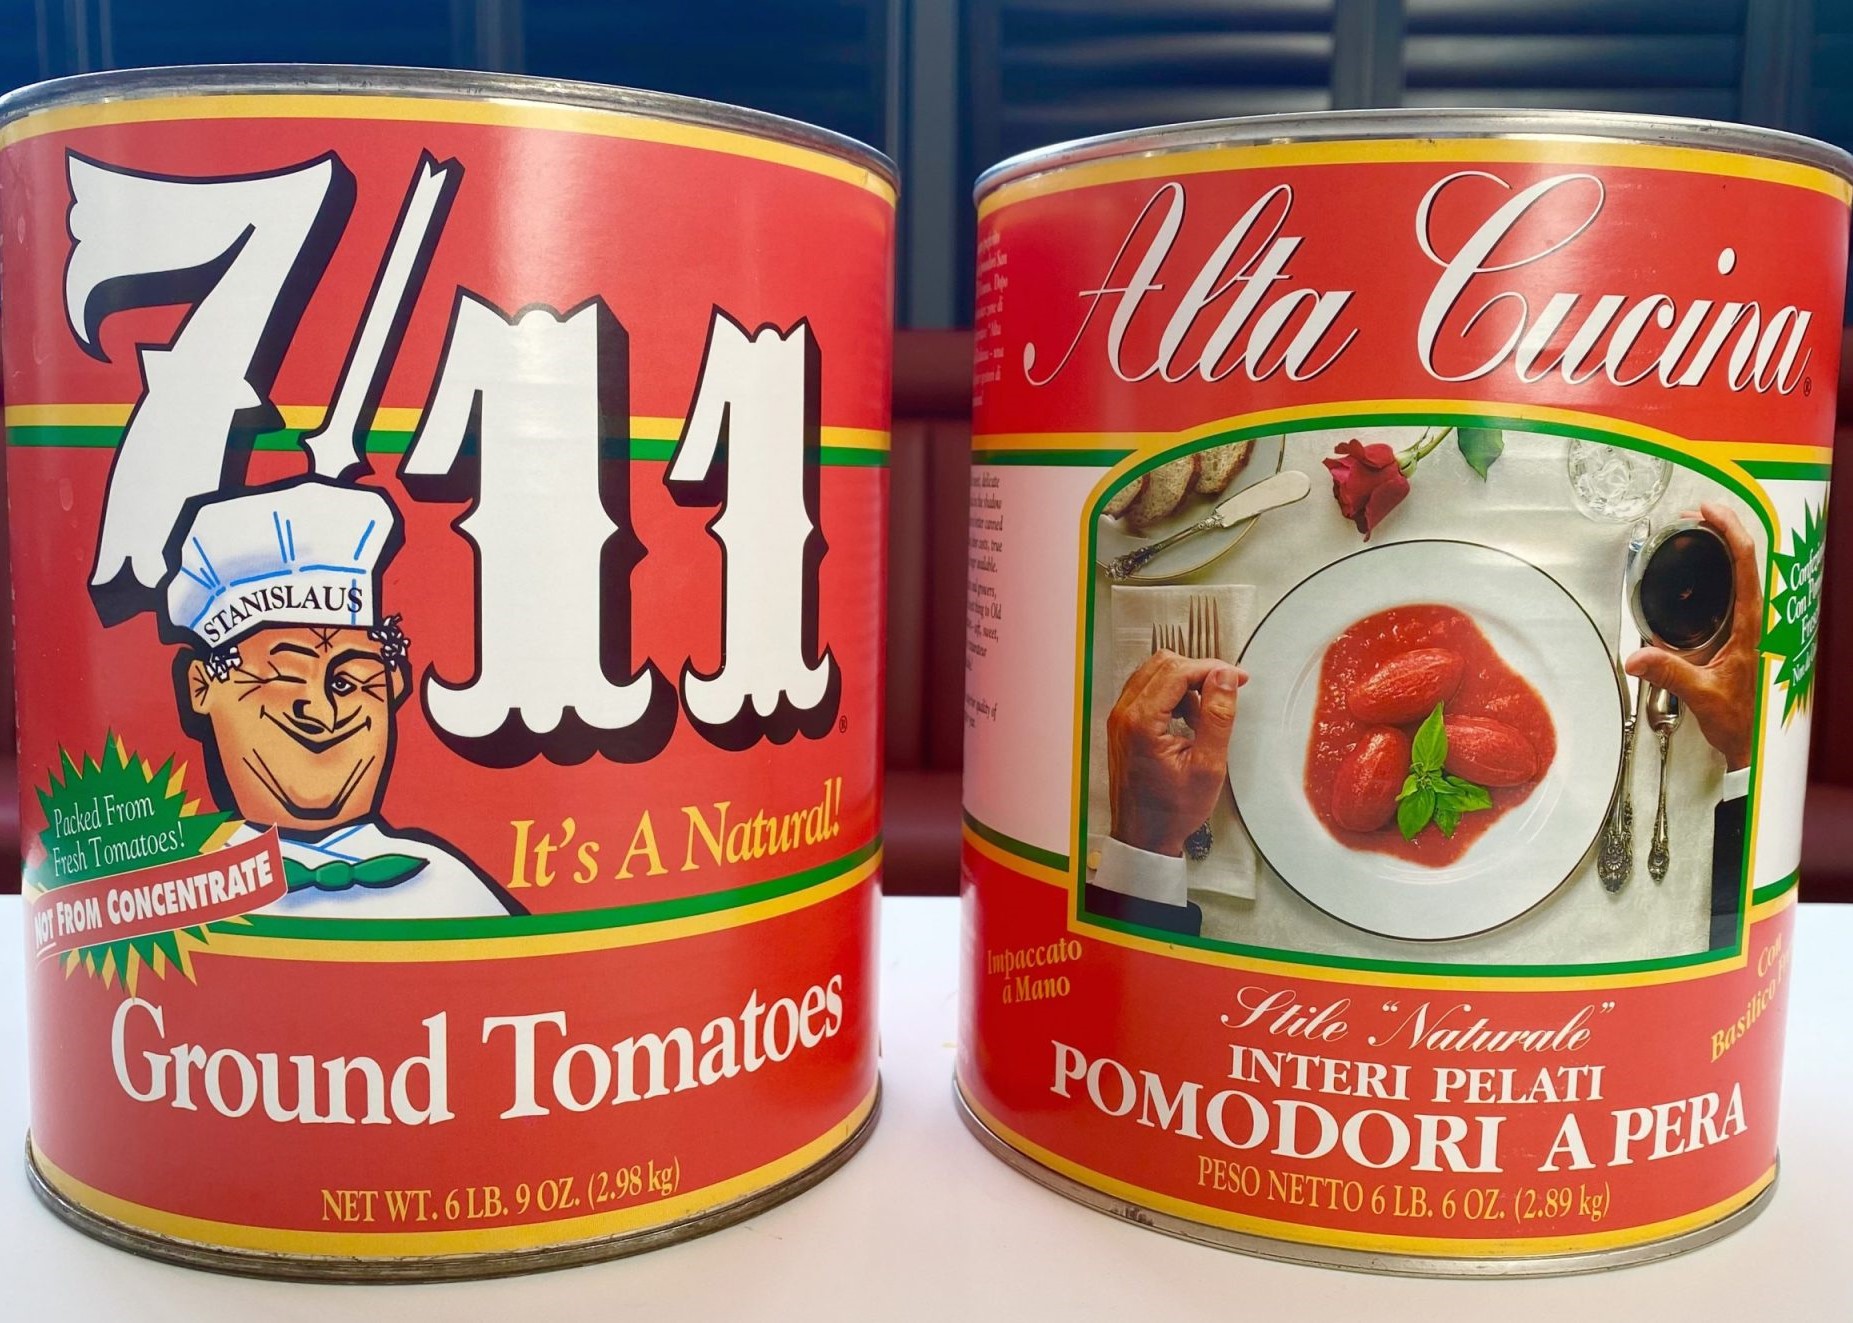 7/11
®
STANISLAUS
It's A Natural!
Packed From
Fresh Tomatoes!
NOT FROM CONCENTRATE
Ground Tomatoes
NET WT. 6 LB. 9 OZ. (2.98 kg)
Alta Cucina
®
Impaccato
a Mano
Con
Basilico
Stile "Naturale"
INTERI PELATI
POMODORI A PERA
PESO NETTO 6 LB. 6 OZ. (2.89 kg)